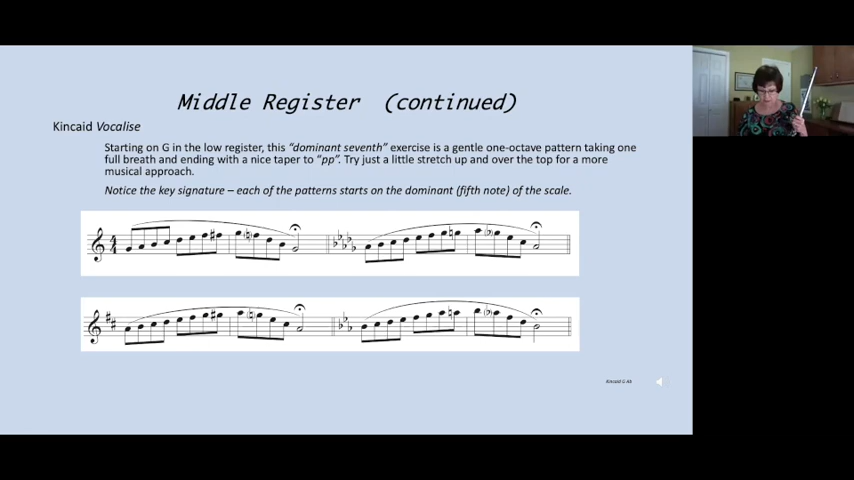 Middle Register (continued)
Kincaid Vocalise
Starting on G in the low register, this "dominant seventh" exercise is a gentle one-octave pattern taking one
full breath and ending with a nice taper to "pp". Try just a little stretch up and over the top for a more
musical approach.
Notice the key signature – each of the patterns starts on the dominant (fifth note) of the scale.